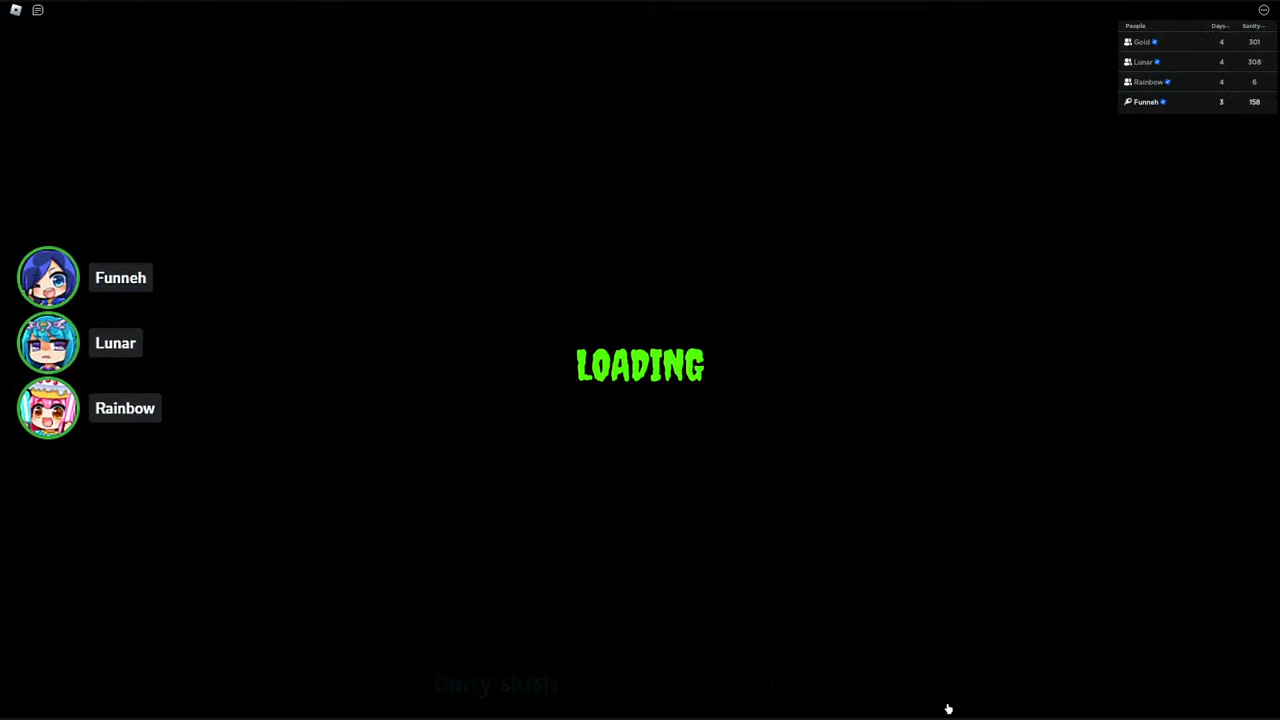 People Days... Sanity...
Gold 4 301
Lunar 4 308
Rainbow 4 6
Funneh 3 158
Funneh
Lunar
Rainbow
LOADING
slush